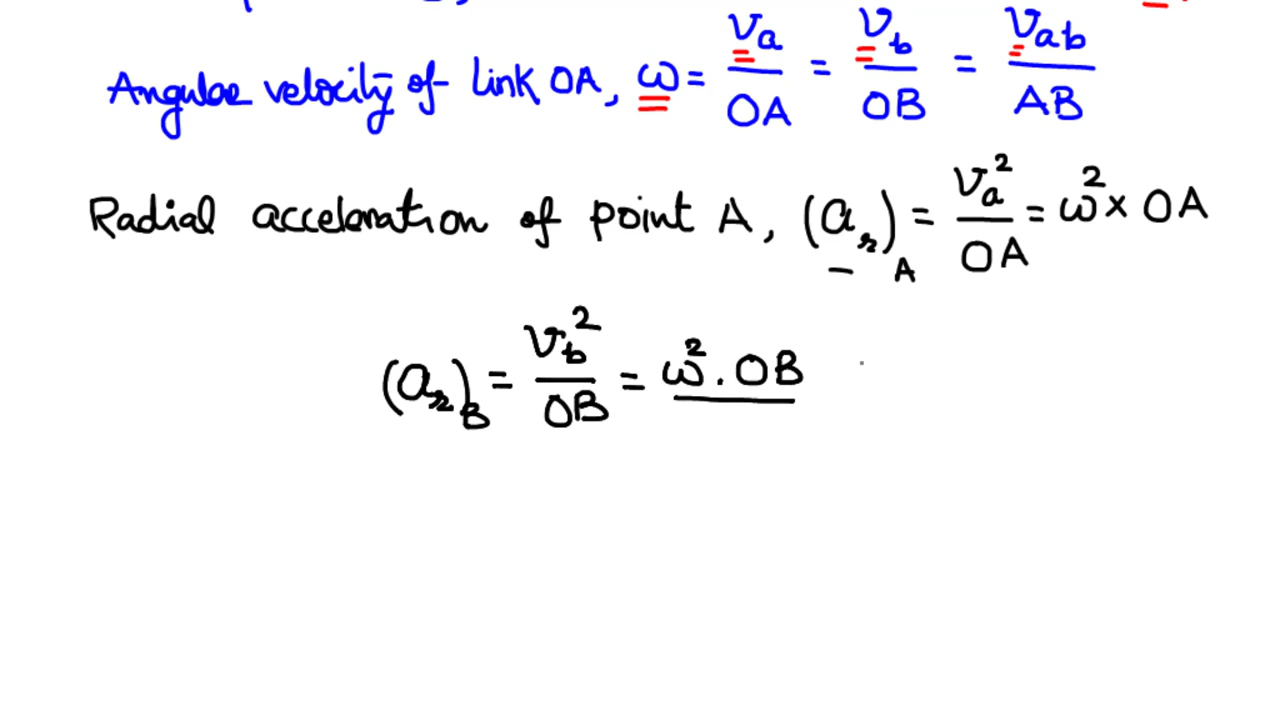 Angular velocity of link OA, ω = Va/OA = Vb/OB = Vab/AB
Radial acceleration of point A, (ar)A = Va²/OA = ω² × OA
(ar)B = Vb²/OB = ω² . OB